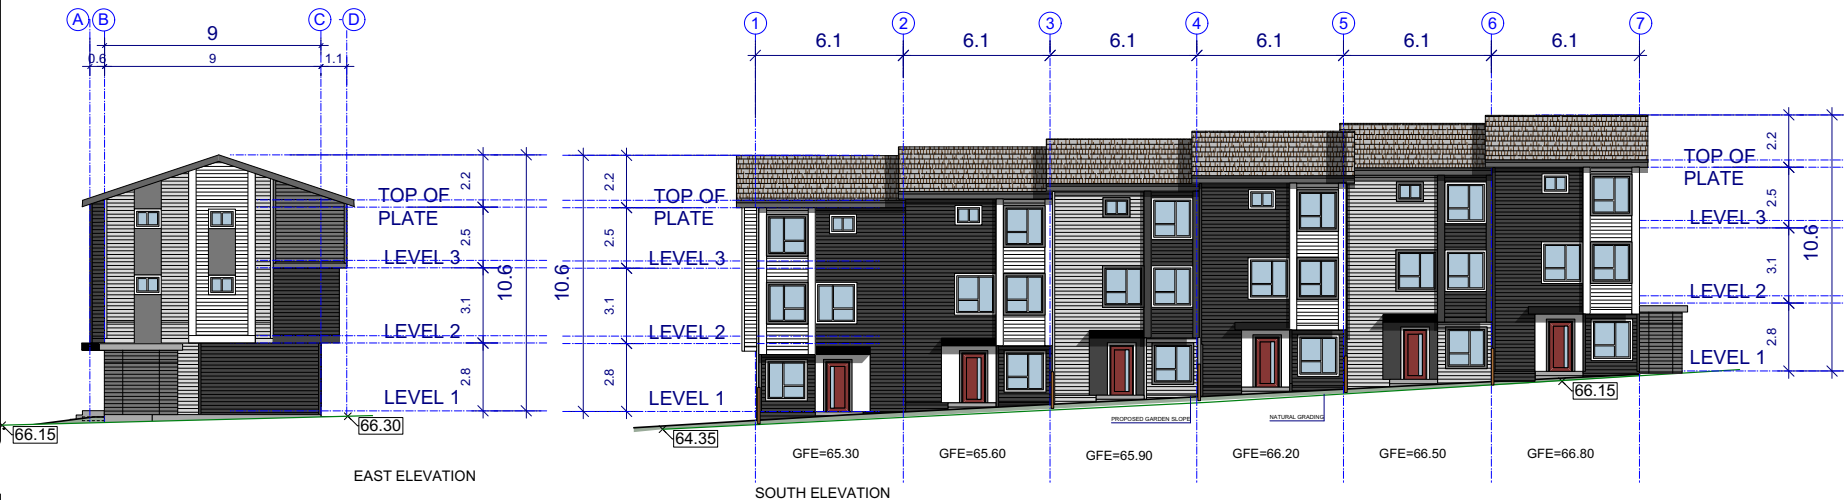 A B C D
9
0.6 9 1.1
TOP OF
PLATE
LEVEL 3
LEVEL 2
LEVEL 1
2.2
2.5
3.1
2.8
10.6
66.15
66.30
EAST ELEVATION
1 2 3 4 5 6 7
6.1 6.1 6.1 6.1 6.1 6.1
10.6
2.2
2.5
3.1
2.8
TOP OF
PLATE
LEVEL 3
LEVEL 2
LEVEL 1
TOP OF
PLATE
LEVEL 3
LEVEL 2
LEVEL 1
2.2
2.5
3.1
2.8
10.6
66.15
64.35
PROPOSED GARDEN SLOPE
NATURAL GRADING
GFE=65.30 GFE=65.60 GFE=65.90 GFE=66.20 GFE=66.50 GFE=66.80
SOUTH ELEVATION